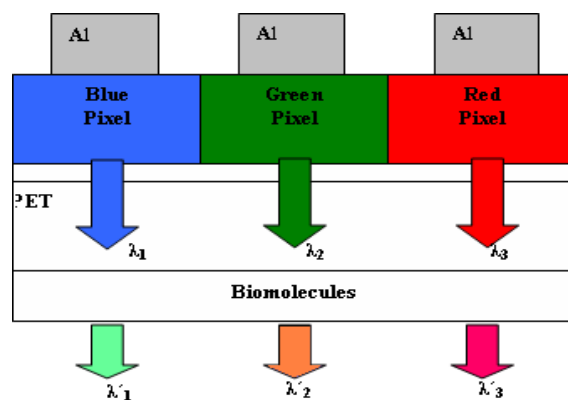 Al Al Al
Blue Pixel
Green Pixel
Red Pixel
PET
λ1 λ2 λ3
Biomolecules
λ´1 λ´2 λ´3